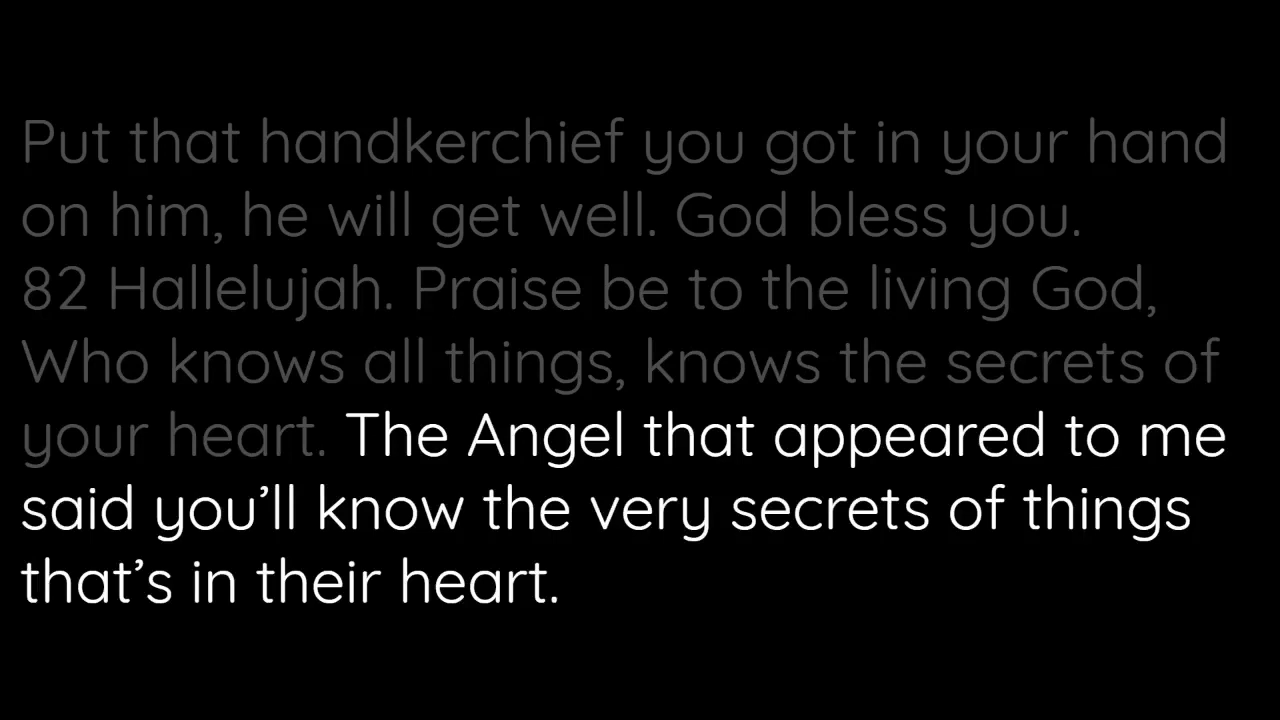 Put that handkerchief you got in your hand
on him, he will get well. God bless you.
82 Hallelujah. Praise be to the living God,
Who knows all things, knows the secrets of
your heart. The Angel that appeared to me
said you’ll know the very secrets of things
that’s in their heart.